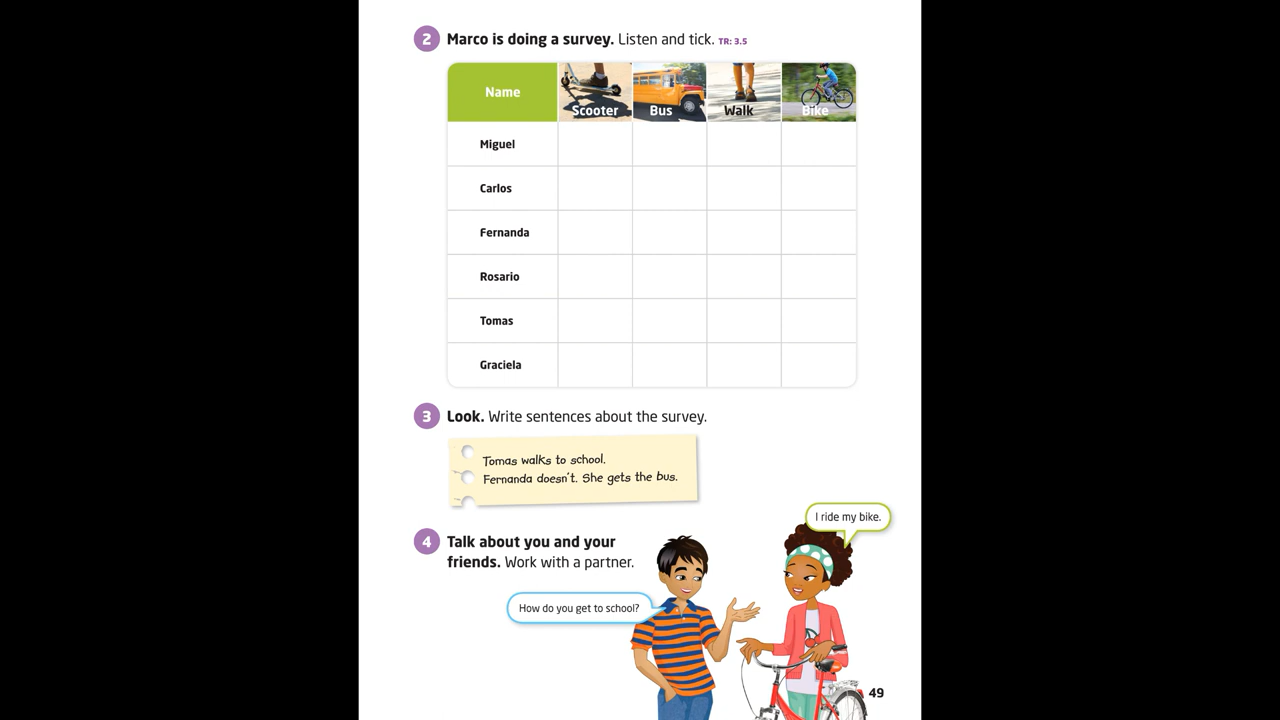 2 Marco is doing a survey. Listen and tick. TR: 3.5
Name Scooter Bus Walk Bike
Miguel
Carlos
Fernanda
Rosario
Tomas
Graciela
3 Look. Write sentences about the survey.
Tomas walks to school.
Fernanda doesn't. She gets the bus.
I ride my bike.
4 Talk about you and your
friends. Work with a partner.
How do you get to school?
49